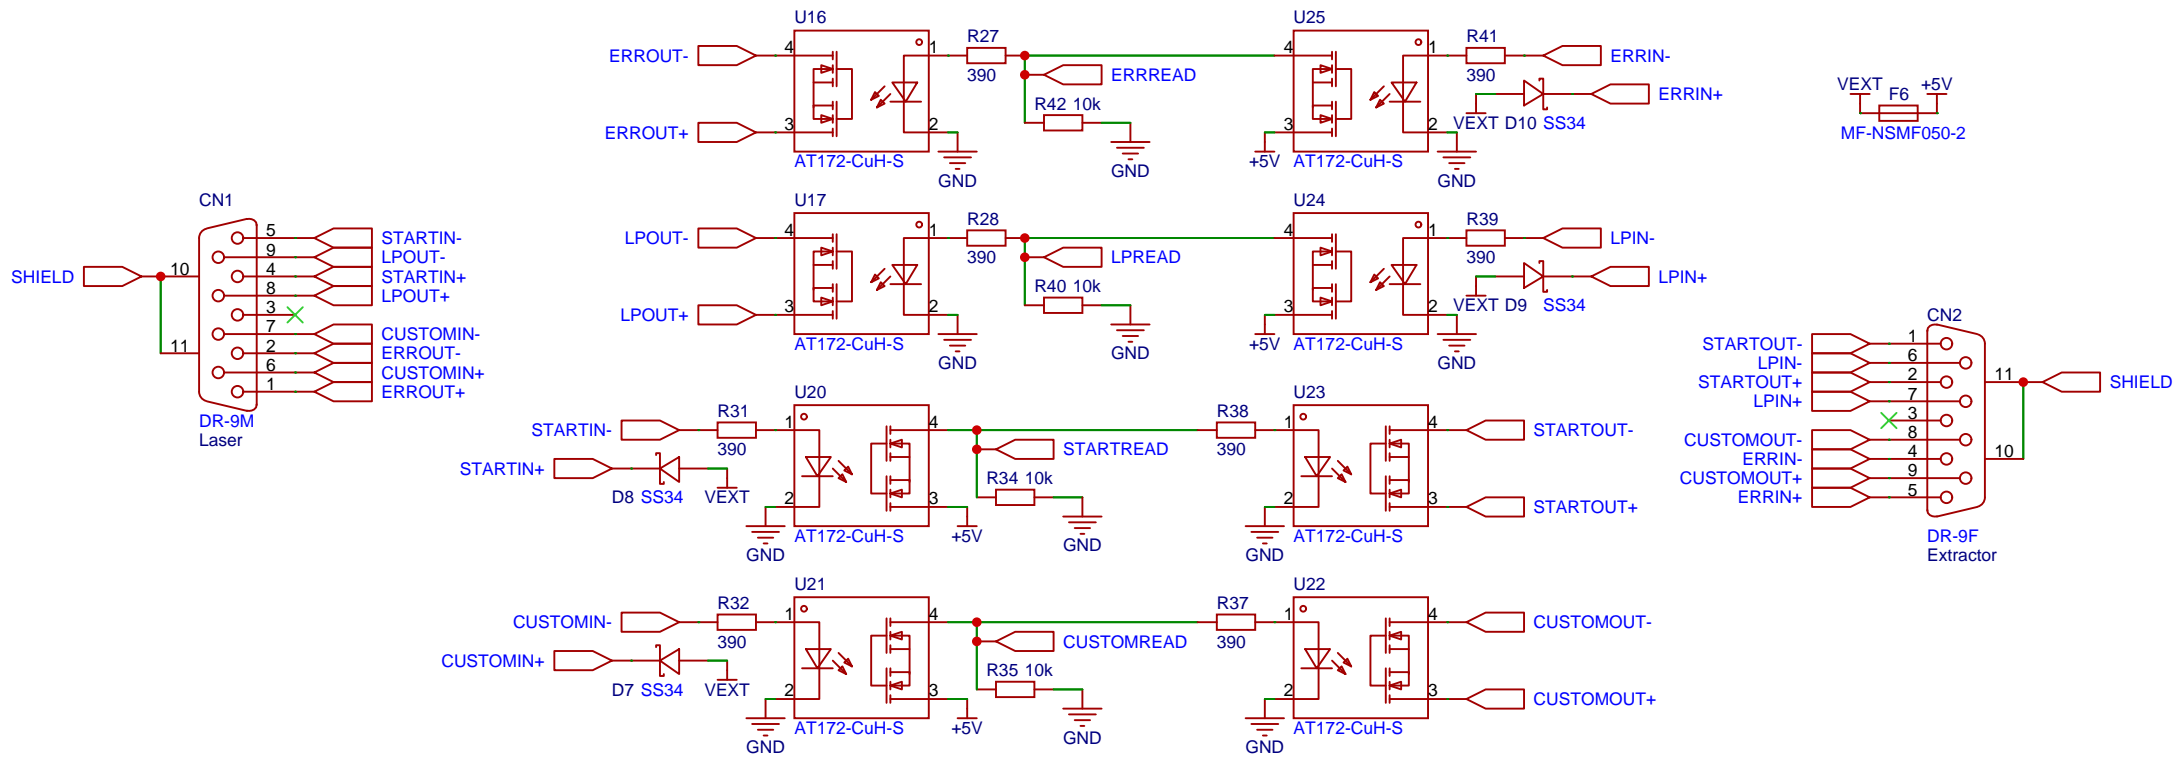 U16
ERROUT- 4 1 R27 390
ERRREAD
R42 10k
ERROUT+ 3 2
AT172-CuH-S
GND
GND
U25
4 1 R41 390 ERRIN-
ERRIN+
VEXT D10 SS34
3 2
+5V AT172-CuH-S
GND
VEXT +5V
F6
MF-NSMF050-2
CN1
5 STARTIN-
9 LPOUT-
4 STARTIN+
8 LPOUT+
3
7 CUSTOMIN-
2 ERROUT-
6 CUSTOMIN+
1 ERROUT+
SHIELD 10
11
DR-9M
Laser
U17
LPOUT- 4 1 R28 390
LPREAD
R40 10k
LPOUT+ 3 2
AT172-CuH-S
GND
GND
U24
4 1 R39 390 LPIN-
LPIN+
VEXT D9 SS34
3 2
+5V AT172-CuH-S
GND
CN2
STARTOUT- 1
LPIN- 6
STARTOUT+ 2
LPIN+ 7
3
CUSTOMOUT- 8
ERRIN- 4
CUSTOMOUT+ 9
ERRIN+ 5
11 SHIELD
10
DR-9F
Extractor
U20
STARTIN- R31 390 1 4
STARTREAD
STARTIN+
D8 SS34 VEXT
R34 10k
2 3
GND
AT172-CuH-S
+5V
GND
U23
R38 390 1 4 STARTOUT-
2 3 STARTOUT+
GND
AT172-CuH-S
U21
CUSTOMIN- R32 390 1 4
CUSTOMREAD
CUSTOMIN+
D7 SS34 VEXT
R35 10k
2 3
GND
AT172-CuH-S
+5V
GND
U22
R37 390 1 4 CUSTOMOUT-
2 3 CUSTOMOUT+
GND
AT172-CuH-S